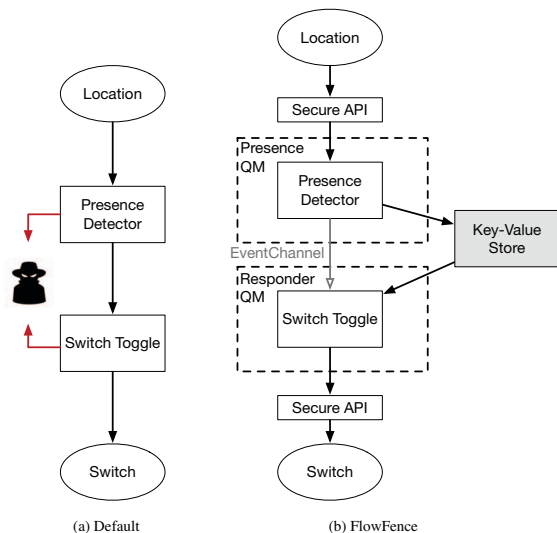 Location
Presence
Detector
Switch Toggle
Switch
(a) Default
Location
Secure API
Presence
QM
Presence
Detector
Key-Value
Store
EventChannel
Responder
QM
Switch Toggle
Secure API
Switch
(b) FlowFence